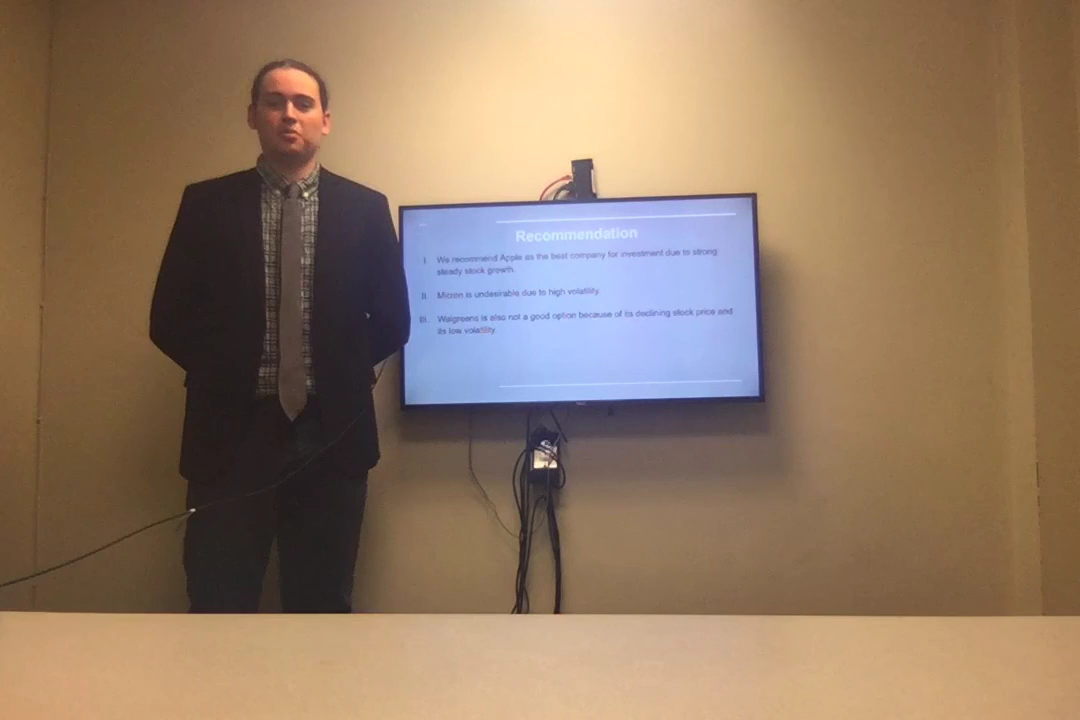 Recommendation
I. We recommend Apple as the best company for investment due to strong
steady stock growth.
II. Micron is undesirable due to high volatility.
III. Walgreens is also not a good option because of its declining stock price and
its low volatility.